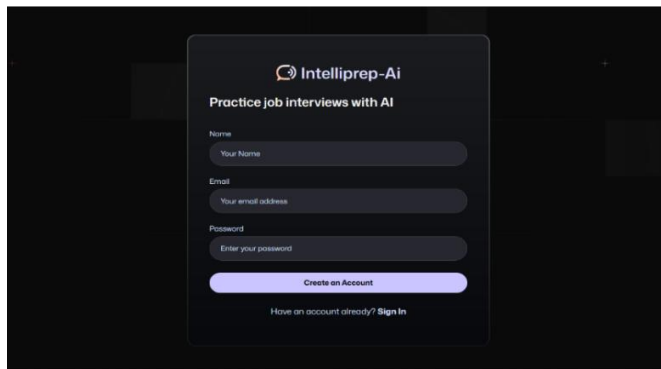 Intelliprep-Ai
Practice job interviews with AI
Name
Your Name
Email
Your email address
Password
Enter your password
Create an Account
Have an account already? Sign In